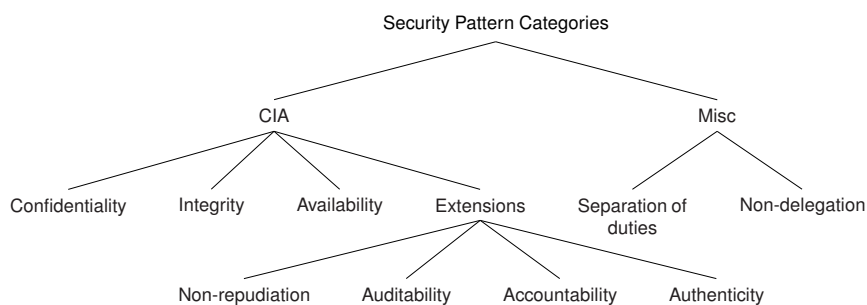 Security Pattern Categories
CIA
Misc
Confidentiality
Integrity
Availability
Extensions
Separation of
duties
Non-delegation
Non-repudiation
Auditability
Accountability
Authenticity